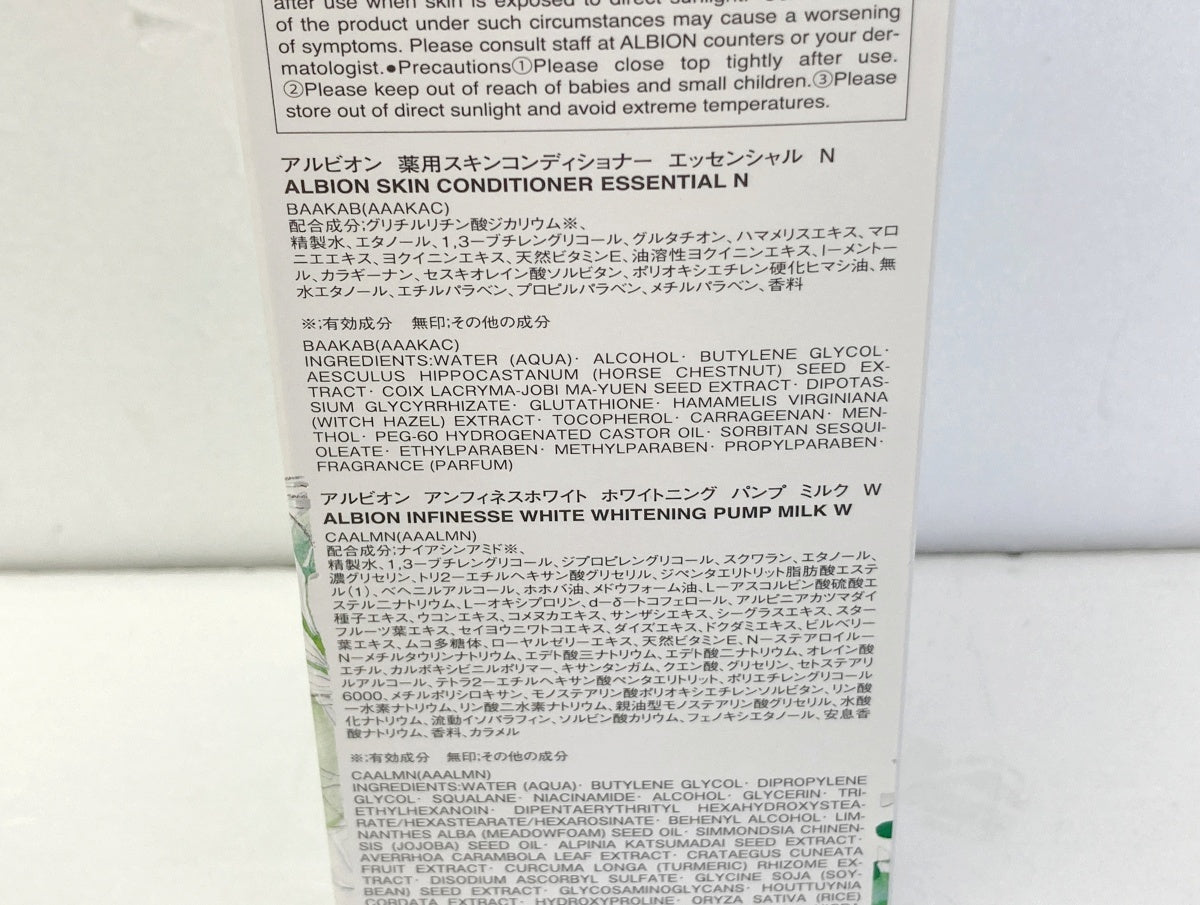 after use when skin is exposed to direct sunlight.
of the product under such circumstances may cause a worsening
of symptoms. Please consult staff at ALBION counters or your der-
matologist.●Precautions①Please close top tightly after use.
②Please keep out of reach of babies and small children.③Please
store out of direct sunlight and avoid extreme temperatures.
アルビオン 薬用スキンコンディショナー エッセンシャル N
ALBION SKIN CONDITIONER ESSENTIAL N
BAAKAB(AAAKAC)
配合成分;グリチルリチン酸ジカリウム※、
精製水、エタノール、1,3ーブチレングリコール、グルタチオン、ハマメリスエキス、マロ
ニエエキス、ヨクイニンエキス、天然ビタミンE、油溶性ヨクイニンエキス、lーメントー
ル、カラギーナン、セスキオレイン酸ソルビタン、ポリオキシエチレン硬化ヒマシ油、無
水エタノール、エチルパラベン、プロピルパラベン、メチルパラベン、香料
※;有効成分 無印;その他の成分
BAAKAB(AAAKAC)
INGREDIENTS:WATER (AQUA)· ALCOHOL· BUTYLENE GLYCOL·
AESCULUS HIPPOCASTANUM (HORSE CHESTNUT) SEED EX-
TRACT· COIX LACRYMA-JOBI MA-YUEN SEED EXTRACT· DIPOTAS-
SIUM GLYCYRRHIZATE· GLUTATHIONE· HAMAMELIS VIRGINIANA
(WITCH HAZEL) EXTRACT· TOCOPHEROL· CARRAGEENAN· MEN-
THOL· PEG-60 HYDROGENATED CASTOR OIL· SORBITAN SESQUI-
OLEATE· ETHYLPARABEN· METHYLPARABEN· PROPYLPARABEN·
FRAGRANCE (PARFUM)
アルビオン アンフィネスホワイト ホワイトニング パンプ ミルク W
ALBION INFINESSE WHITE WHITENING PUMP MILK W
CAALMN(AAALMN)
配合成分;ナイアシンアミド※、
精製水、1,3ーブチレングリコール、ジプロピレングリコール、スクワラン、エタノール、
濃グリセリン、トリ2ーエチルヘキサン酸グリセリル、ジペンタエリトリット脂肪酸エステ
ル(1)、ベヘニルアルコール、ホホバ油、メドウフォーム油、Lーアスコルビン酸硫酸エ
ステル二ナトリウム、Lーオキシプロリン、dーδートコフェロール、アルピニアカツマダイ
種子エキス、ウコンエキス、コメヌカエキス、サンザシエキス、シーグラスエキス、スター
フルーツ葉エキス、セイヨウニワトコエキス、ダイズエキス、ドクダミエキス、ビルベリー
葉エキス、ムコ多糖体、ローヤルゼリーエキス、天然ビタミンE、Nーステアロイルー
Nーメチルタウリンナトリウム、エデト酸三ナトリウム、エデト酸二ナトリウム、オレイン酸
エチル、カルボキシビニルポリマー、キサンタンガム、クエン酸、グリセリン、セトステアリ
ルアルコール、テトラ2ーエチルヘキサン酸ペンタエリトリット、ポリエチレングリコール
6000、メチルポリシロキサン、モノステアリン酸ポリオキシエチレンソルビタン、リン酸
一水素ナトリウム、リン酸二水素ナトリウム、親油型モノステアリン酸グリセリル、水酸
化ナトリウム、流動イソパラフィン、ソルビン酸カリウム、フェノキシエタノール、安息香
酸ナトリウム、香料、カラメル
※;有効成分 無印;その他の成分
CAALMN(AAALMN)
INGREDIENTS:WATER (AQUA)· BUTYLENE GLYCOL· DIPROPYLENE
GLYCOL· SQUALANE· NIACINAMIDE· ALCOHOL· GLYCERIN· TRI-
ETHYLHEXANOIN· DIPENTAERYTHRITYL HEXAHYDROXYSTEA-
RATE/HEXASTEARATE/HEXAROSINATE· BEHENYL ALCOHOL· LIM-
NANTHES ALBA (MEADOWFOAM) SEED OIL· SIMMONDSIA CHINEN-
SIS (JOJOBA) SEED OIL· ALPINIA KATSUMADAI SEED EXTRACT·
AVERRHOA CARAMBOLA LEAF EXTRACT· CRATAEGUS CUNEATA
FRUIT EXTRACT· CURCUMA LONGA (TURMERIC) RHIZOME EX-
TRACT· DISODIUM ASCORBYL SULFATE· GLYCINE SOJA (SOY-
BEAN) SEED EXTRACT· GLYCOSAMINOGLYCANS· HOUTTUYNIA
CORDATA EXTRACT· HYDROXYPROLINE· ORYZA SATIVA (RICE)